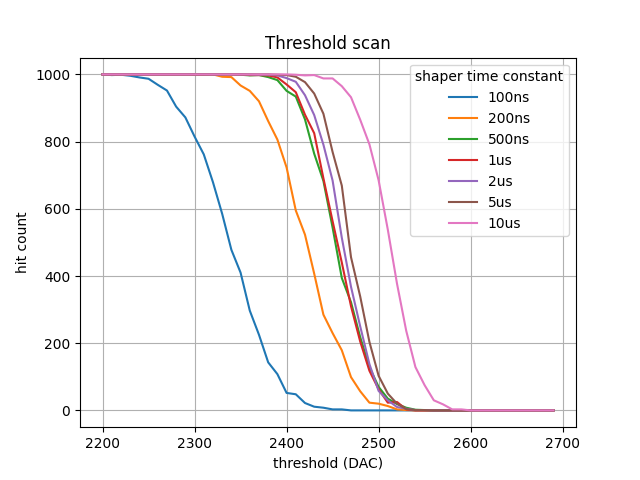 Threshold scan
hit count
1000
800
600
400
200
0
shaper time constant
100ns
200ns
500ns
1us
2us
5us
10us
2200 2300 2400 2500 2600 2700
threshold (DAC)